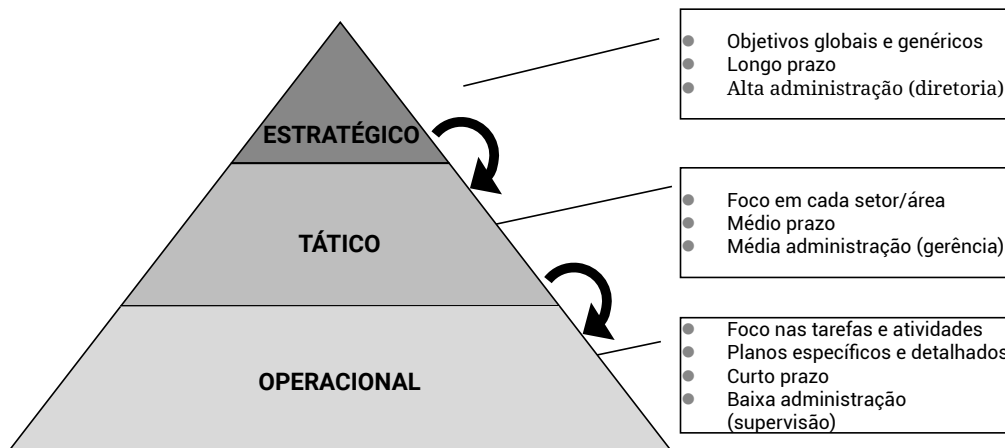 ESTRATÉGICO
● Objetivos globais e genéricos
● Longo prazo
● Alta administração (diretoria)
TÁTICO
● Foco em cada setor/área
● Médio prazo
● Média administração (gerência)
OPERACIONAL
● Foco nas tarefas e atividades
● Planos específicos e detalhados
● Curto prazo
● Baixa administração
(supervisão)